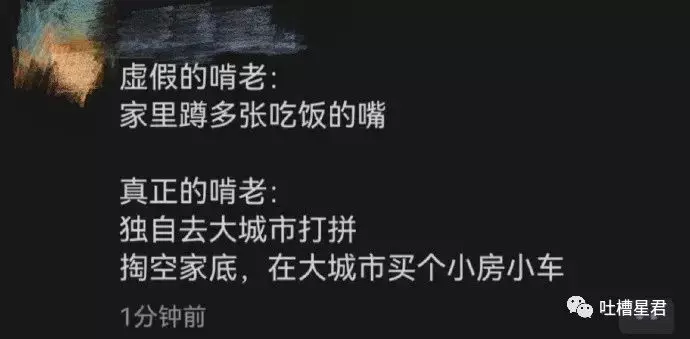 虚假的啃老：
家里蹲多张吃饭的嘴
真正的啃老：
独自去大城市打拼
掏空家底，在大城市买个小房小车
1分钟前
吐槽星君